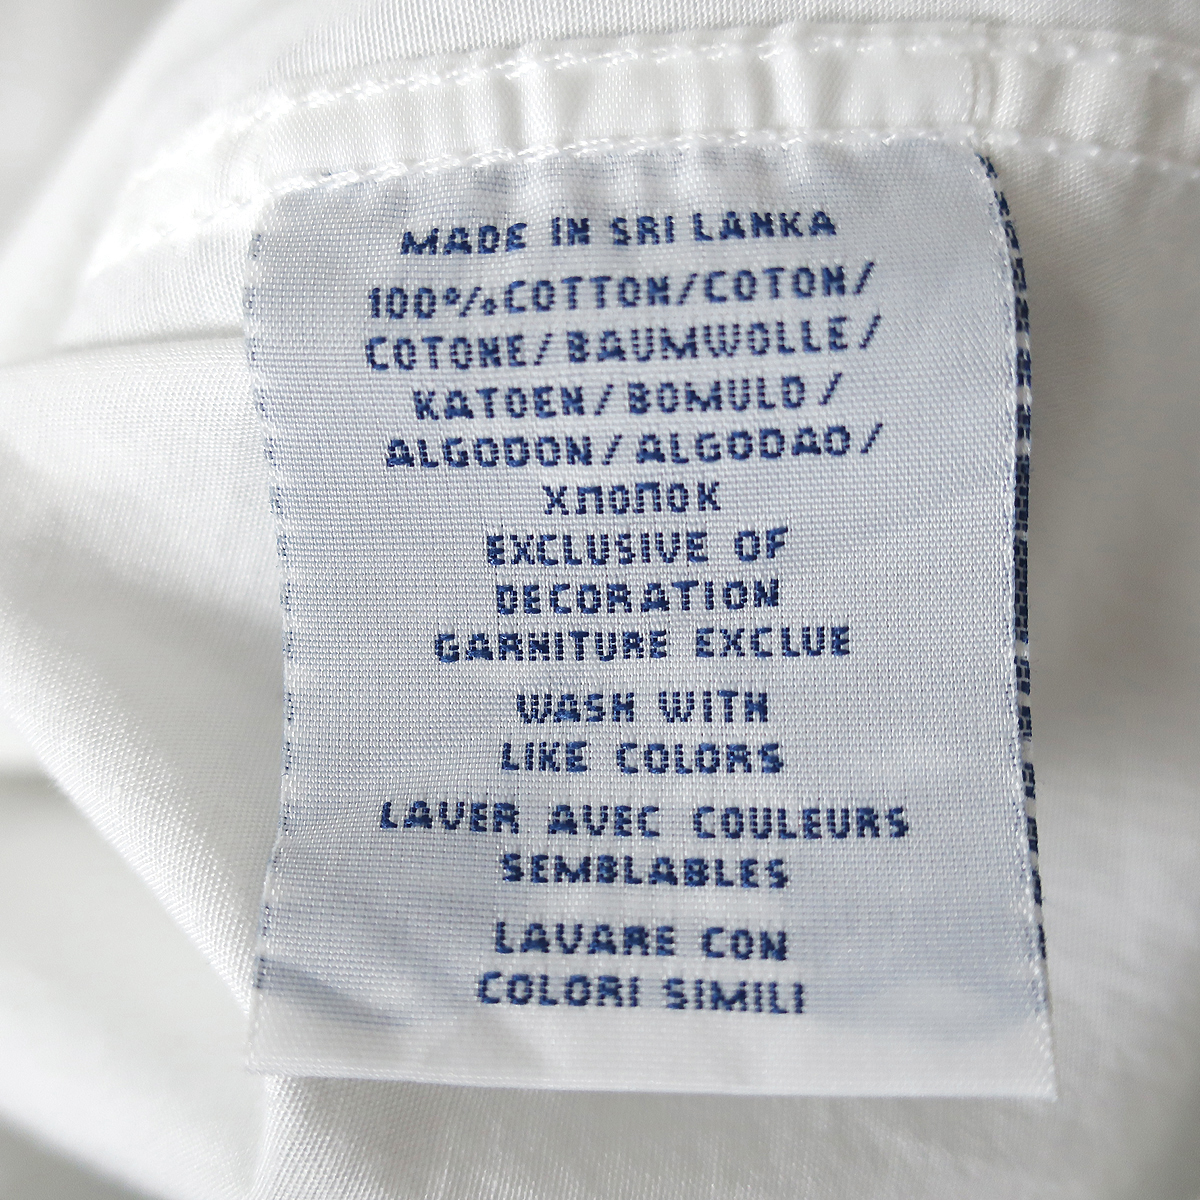 MADE IN SRI LANKA
100%COTTON/COTON/
COTONE/BAUMWOLLE/
KATOEN/BOMULD/
ALGODON/ALGODAO/
ХЛОПОК
EXCLUSIVE OF
DECORATION
GARNITURE EXCLUE
WASH WITH
LIKE COLORS
LAVER AVEC COULEURS
SEMBLABLES
LAVARE CON
COLORI SIMILI